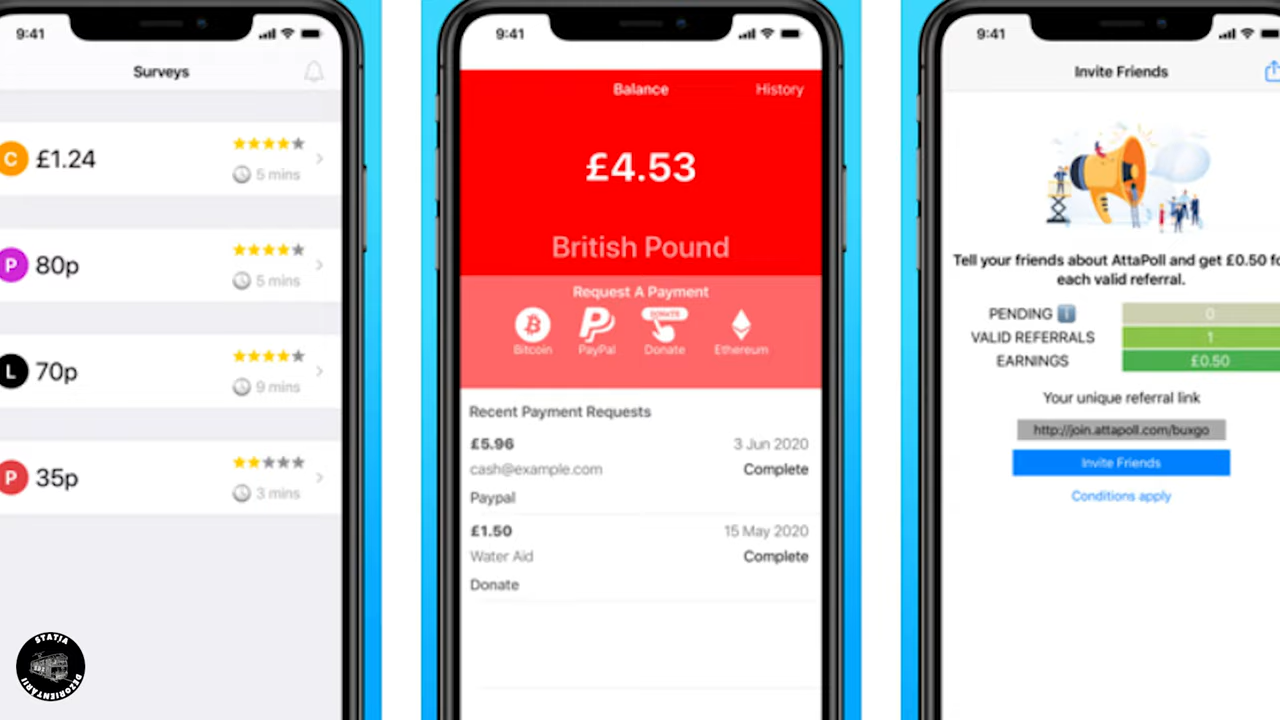 9:41
Surveys
C £1.24
5 mins
P 80p
5 mins
L 70p
9 mins
P 35p
3 mins
STAȚIA
DEZORIENTĂRII
9:41
Balance
History
£4.53
British Pound
Request A Payment
DONATE
Bitcoin PayPal Donate Ethereum
Recent Payment Requests
£5.96 3 Jun 2020
cash@example.com Complete
Paypal
£1.50 15 May 2020
Water Aid Complete
Donate
9:41
Invite Friends
Tell your friends about AttaPoll and get £0.50 fo
each valid referral.
PENDING i 0
VALID REFERRALS 1
EARNINGS £0.50
Your unique referral link
http://join.attapoll.com/buxgo
Invite Friends
Conditions apply